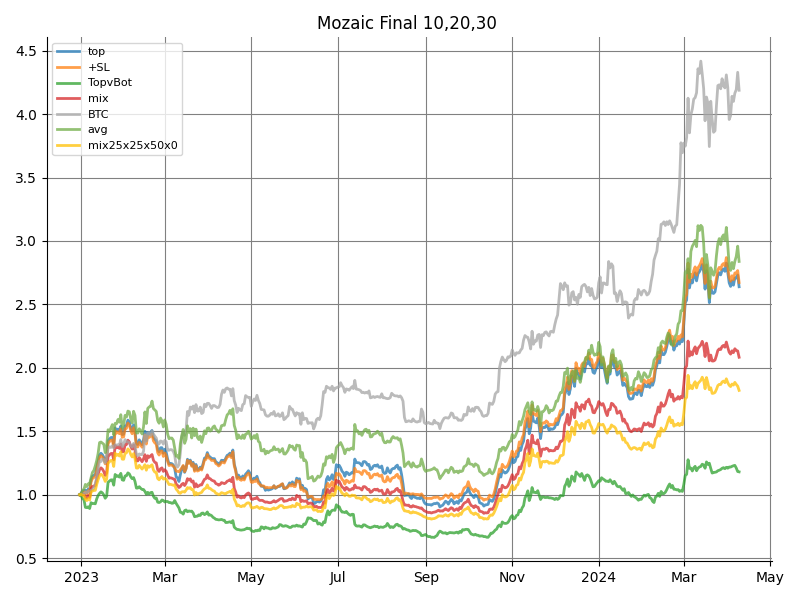 Mozaic Final 10,20,30
top
+SL
TopvBot
mix
BTC
avg
mix25x25x50x0
4.5
4.0
3.5
3.0
2.5
2.0
1.5
1.0
0.5
2023
Mar
May
Jul
Sep
Nov
2024
Mar
May